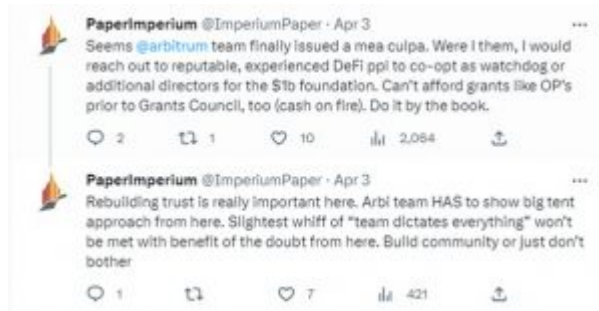 PaperImperium @ImperiumPaper · Apr 3
Seems @arbitrum team finally issued a mea culpa. Were I them, I would
reach out to reputable, experienced DeFi ppl to co-opt as watchdog or
additional directors for the $1b foundation. Can't afford grants like OP's
prior to Grants Council, too (cash on fire). Do it by the book.
2 1 10 2,064
PaperImperium @ImperiumPaper · Apr 3
Rebuilding trust is really important here. Arbi team HAS to show big tent
approach from here. Slightest whiff of "team dictates everything" won't
be met with benefit of the doubt from here. Build community or just don't
bother
1 7 421